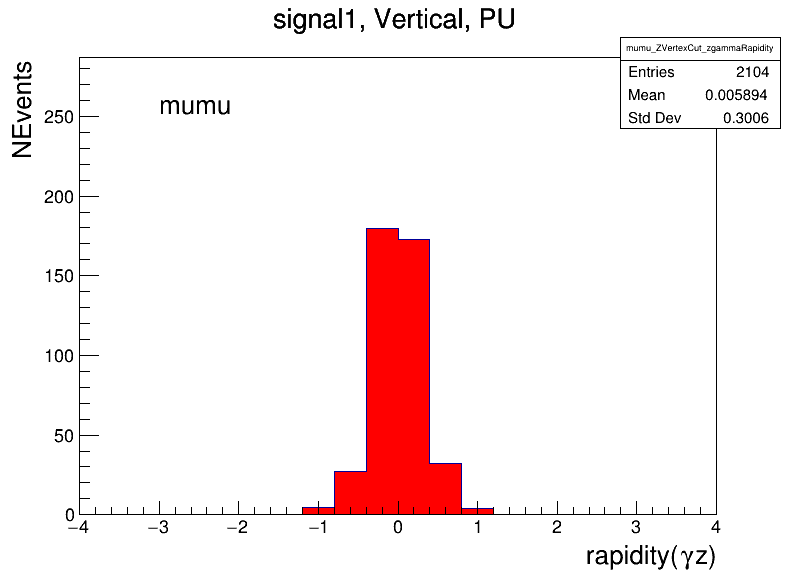 signal1, Vertical, PU
mumu_ZVertexCut_zgammaRapidity
Entries 2104
Mean 0.005894
Std Dev 0.3006
NEvents
mumu
250
200
150
100
50
0
−4 −3 −2 −1 0 1 2 3 4
rapidity(γz)